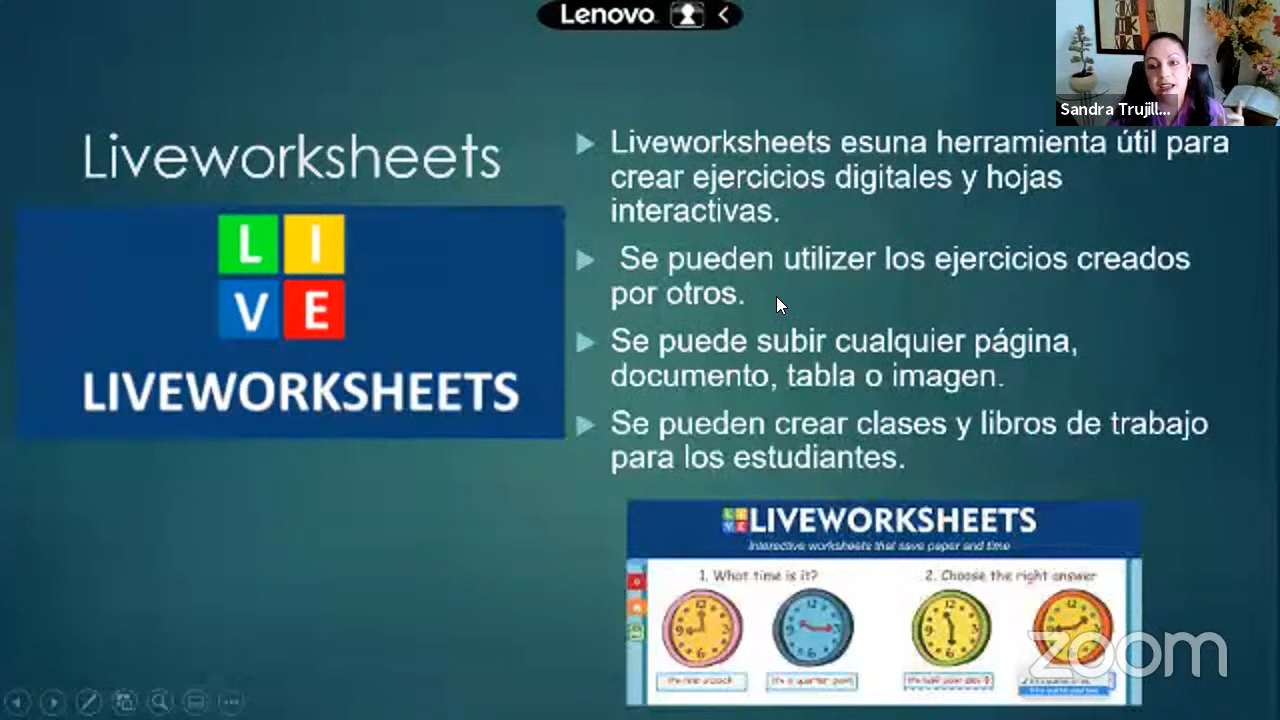 Lenovo
Sandra Trujill...
Liveworksheets
L I
V E
LIVEWORKSHEETS
Liveworksheets esuna herramienta útil para
crear ejercicios digitales y hojas
interactivas.
Se pueden utilizer los ejercicios creados
por otros.
Se puede subir cualquier página,
documento, tabla o imagen.
Se pueden crear clases y libros de trabajo
para los estudiantes.
LIVEWORKSHEETS
Interactive worksheets that save paper and time
1. What time is it?
2. Choose the right answer
zoom